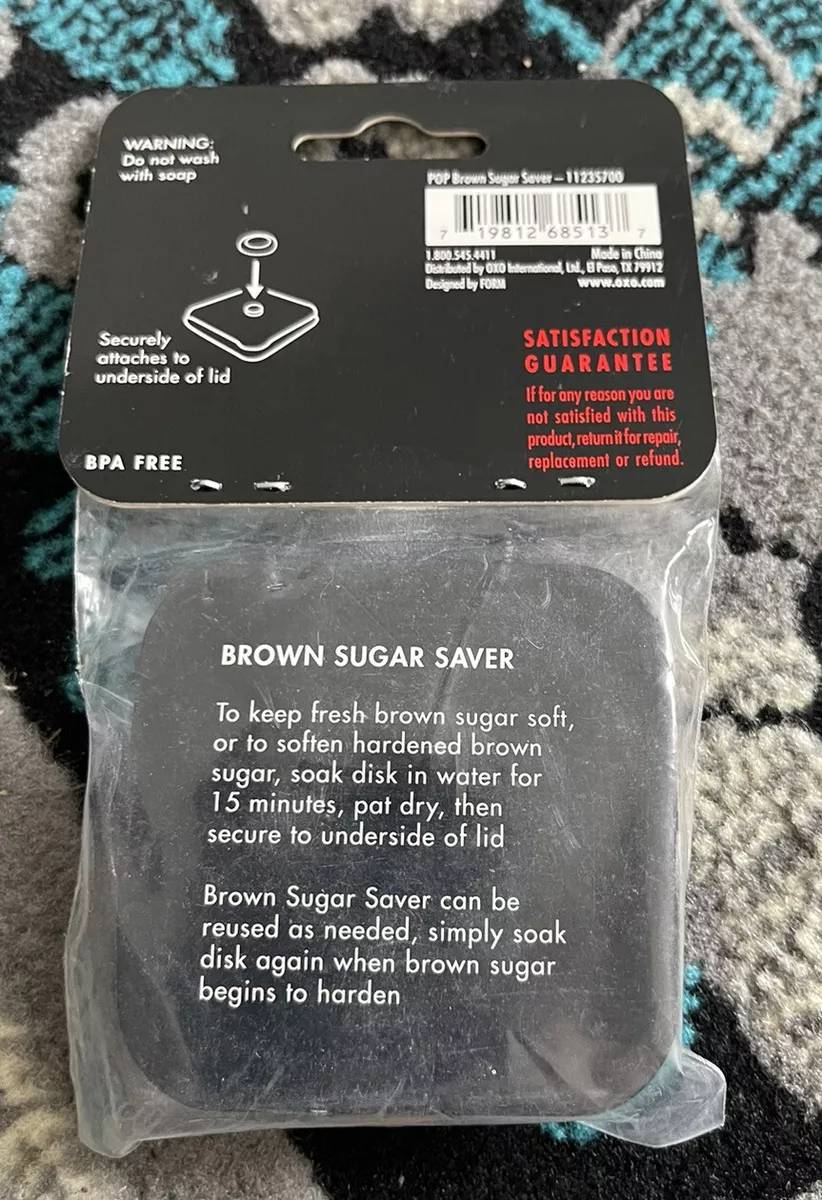 WARNING:
Do not wash
with soap
POP Brown Sugar Saver – 11235700
7 19812 68513 7
1.800.545.4411 Made in China
Distributed by OXO International, Ltd., El Paso, TX 79912
Designed by FORM www.oxo.com
Securely
attaches to
underside of lid
SATISFACTION
GUARANTEE
If for any reason you are
not satisfied with this
product, return it for repair,
replacement or refund.
BPA FREE
BROWN SUGAR SAVER
To keep fresh brown sugar soft,
or to soften hardened brown
sugar, soak disk in water for
15 minutes, pat dry, then
secure to underside of lid
Brown Sugar Saver can be
reused as needed, simply soak
disk again when brown sugar
begins to harden